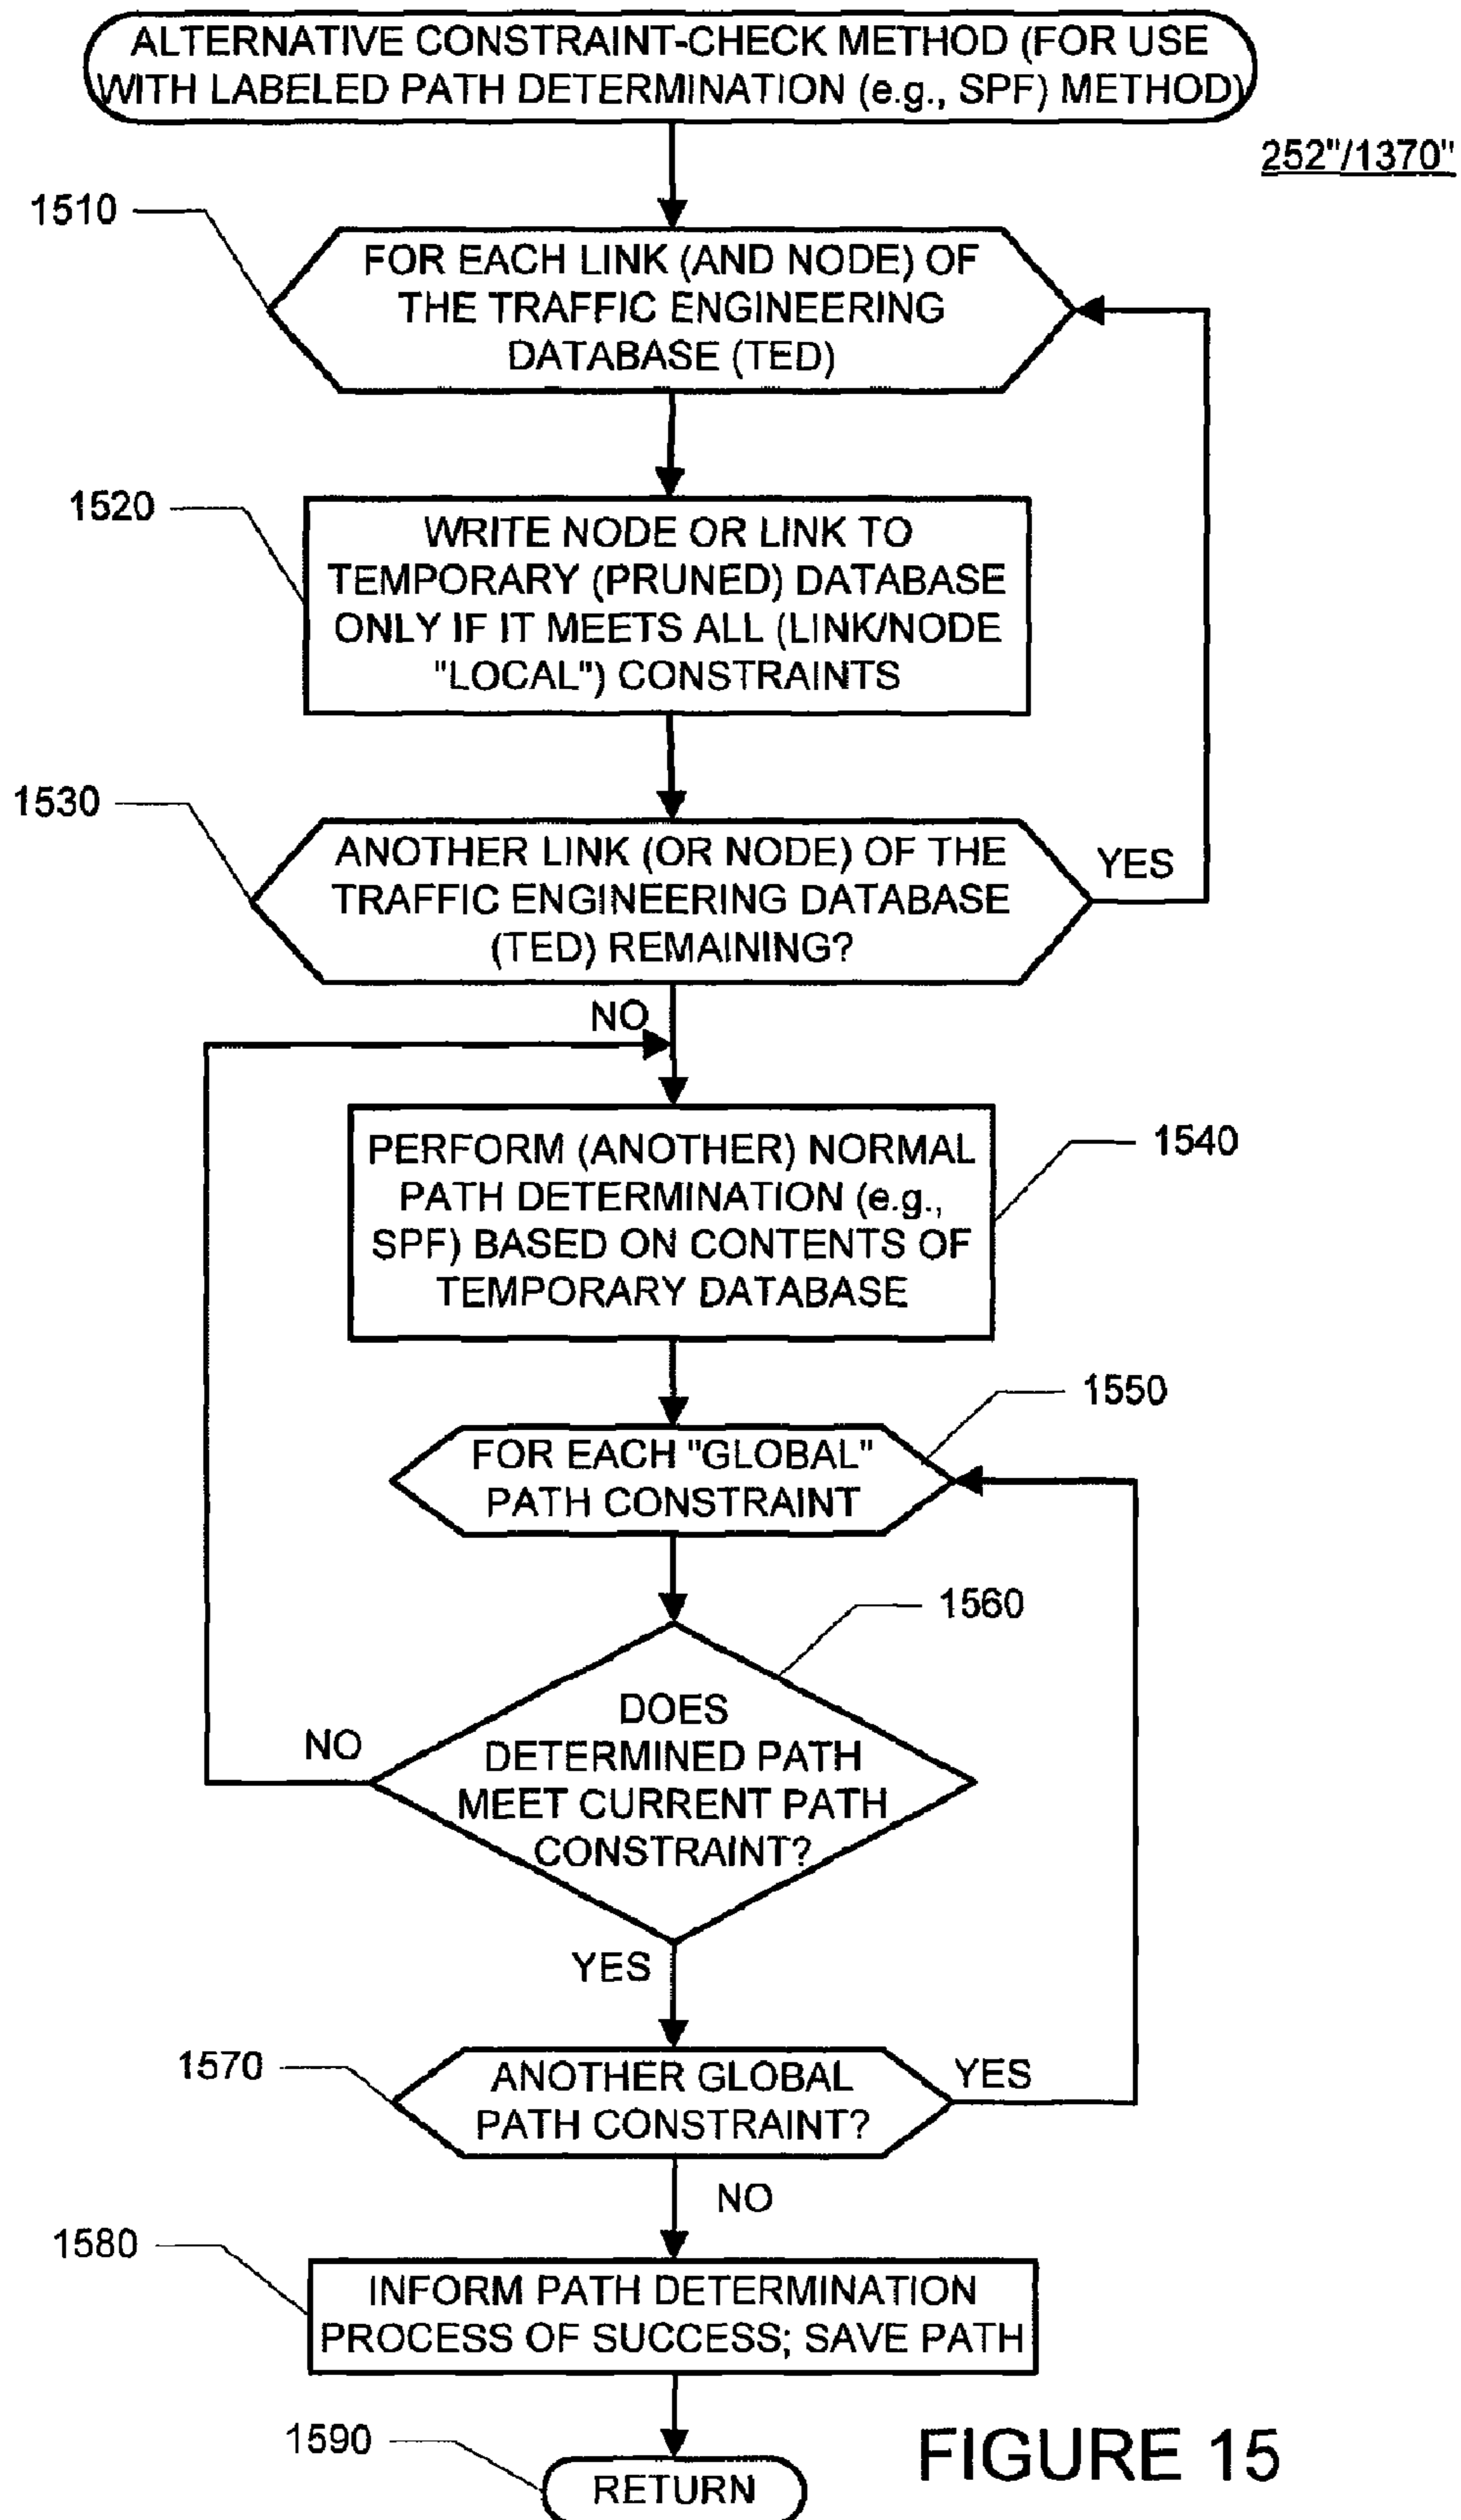 ALTERNATIVE CONSTRAINT-CHECK METHOD (FOR USE
WITH LABELED PATH DETERMINATION (e.g., SPF) METHOD)
252"/1370"
1510
FOR EACH LINK (AND NODE) OF
THE TRAFFIC ENGINEERING
DATABASE (TED)
1520
WRITE NODE OR LINK TO
TEMPORARY (PRUNED) DATABASE
ONLY IF IT MEETS ALL (LINK/NODE
"LOCAL") CONSTRAINTS
1530
ANOTHER LINK (OR NODE) OF THE
TRAFFIC ENGINEERING DATABASE
(TED) REMAINING?
YES
NO
PERFORM (ANOTHER) NORMAL
PATH DETERMINATION (e.g.,
SPF) BASED ON CONTENTS OF
TEMPORARY DATABASE
1540
1550
FOR EACH "GLOBAL"
PATH CONSTRAINT
1560
DOES
DETERMINED PATH
MEET CURRENT PATH
CONSTRAINT?
NO
YES
1570
ANOTHER GLOBAL
PATH CONSTRAINT?
YES
NO
1580
INFORM PATH DETERMINATION
PROCESS OF SUCCESS; SAVE PATH
1590
RETURN
FIGURE 15